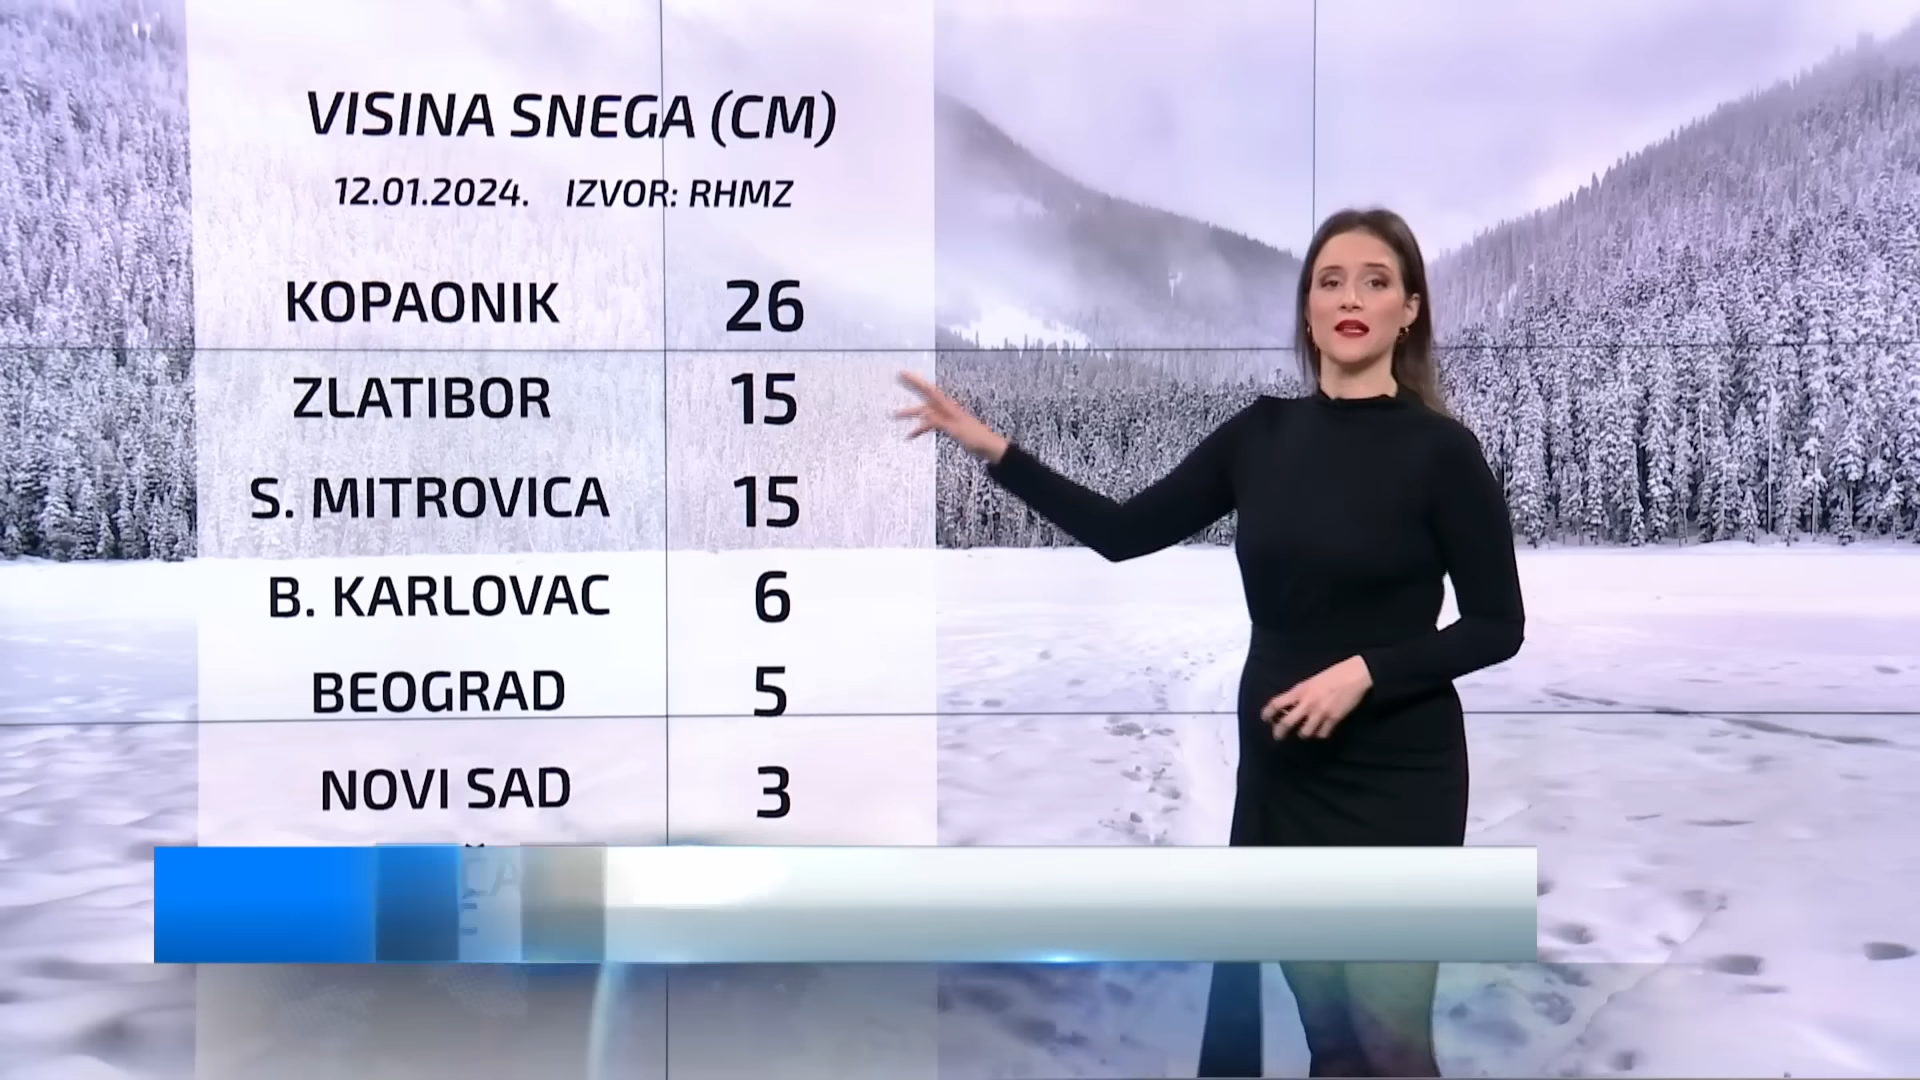 VISINA SNEGA (CM)
12.01.2024. IZVOR: RHMZ
KOPAONIK 26
ZLATIBOR 15
S. MITROVICA 15
B. KARLOVAC 6
BEOGRAD 5
NOVI SAD 3